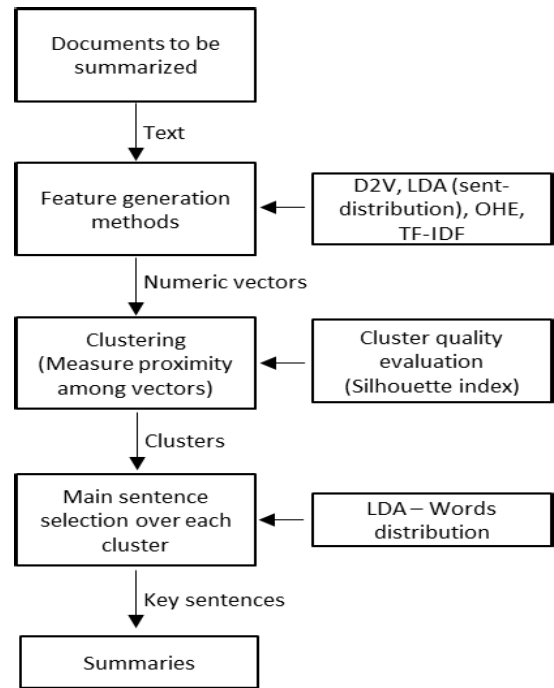 Documents to be
summarized
Text
Feature generation
methods
D2V, LDA (sent-
distribution), OHE,
TF-IDF
Numeric vectors
Clustering
(Measure proximity
among vectors)
Cluster quality
evaluation
(Silhouette index)
Clusters
Main sentence
selection over each
cluster
LDA – Words
distribution
Key sentences
Summaries